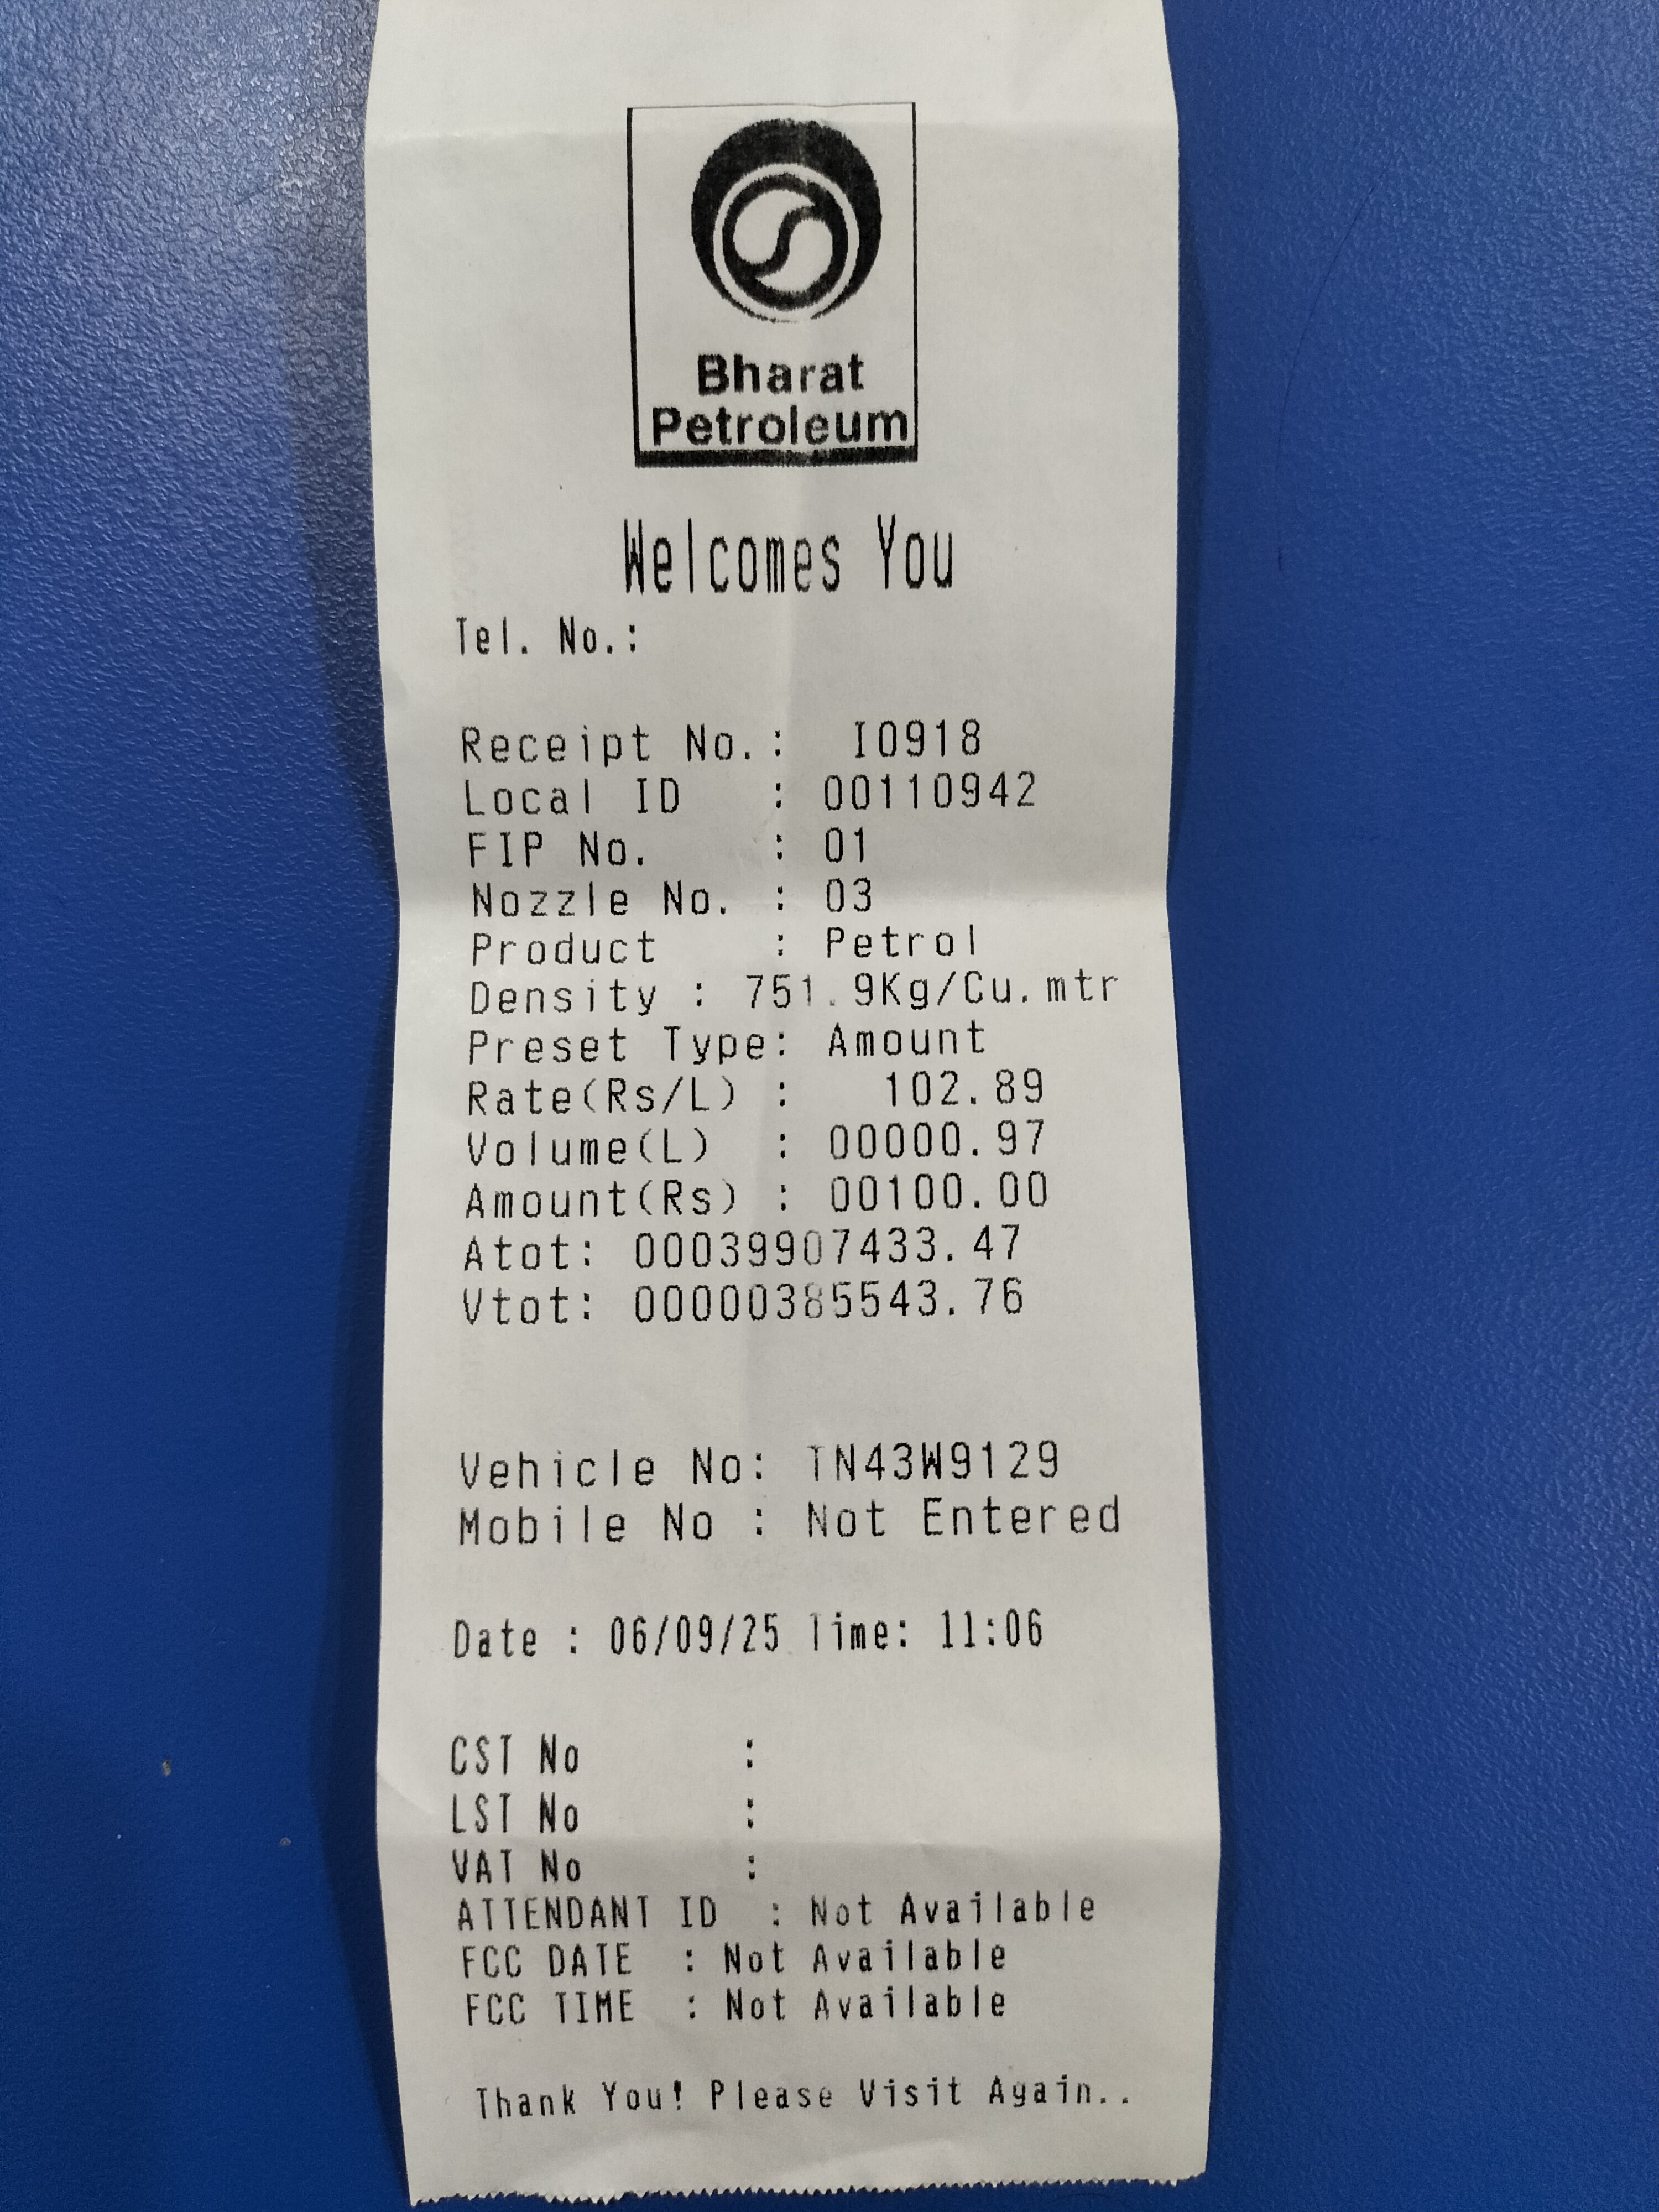 Bharat
Petroleum
Welcomes You
Tel. No.:
Receipt No.: I0918
Local ID : 00110942
FIP No. : 01
Nozzle No. : 03
Product : Petrol
Density : 751.9Kg/Cu.mtr
Preset Type: Amount
Rate(Rs/L) : 102.89
Volume(L) : 00000.97
Amount(Rs) : 00100.00
Atot: 00039907433.47
Vtot: 00000385543.76
Vehicle No: TN43W9129
Mobile No : Not Entered
Date : 06/09/25 Time: 11:06
CST No :
LST No :
VAT No :
ATTENDANT ID : Not Available
FCC DATE : Not Available
FCC TIME : Not Available
Thank You! Please Visit Again..